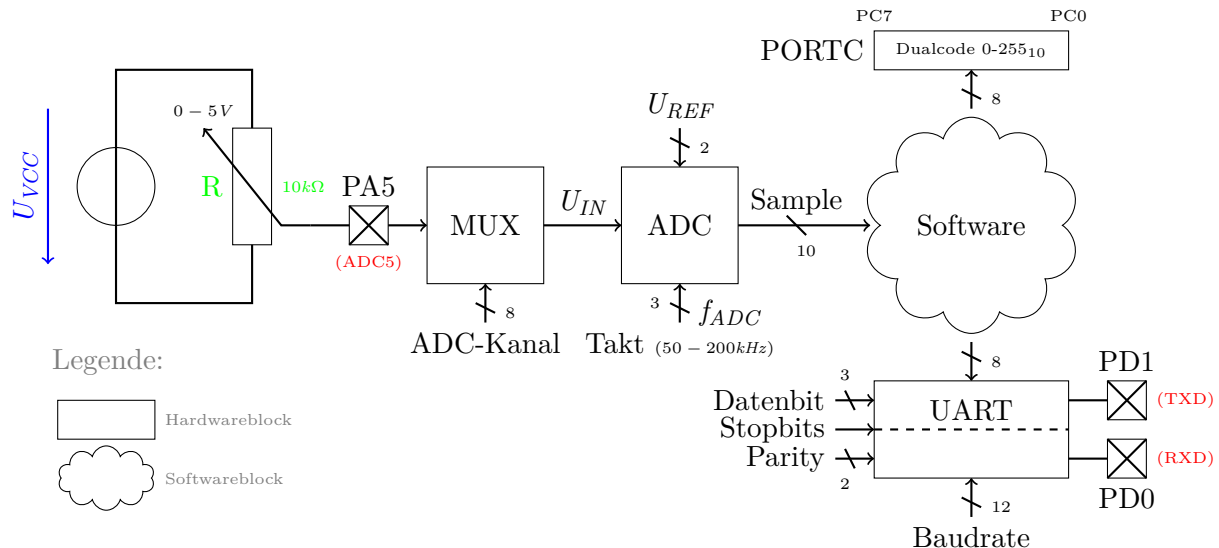 PC7 PC0
PORTC Dualcode 0-255₁₀
8
0 − 5V
U_VCC
R 10kΩ
PA5
(ADC5)
MUX
8
ADC-Kanal
U_IN
U_REF
2
ADC
3 f_ADC
Takt (50 − 200kHz)
Sample
10
Software
8
Legende:
Hardwareblock
Softwareblock
3
Datenbit
Stopbits
Parity
2
UART
PD1
(TXD)
(RXD)
PD0
12
Baudrate